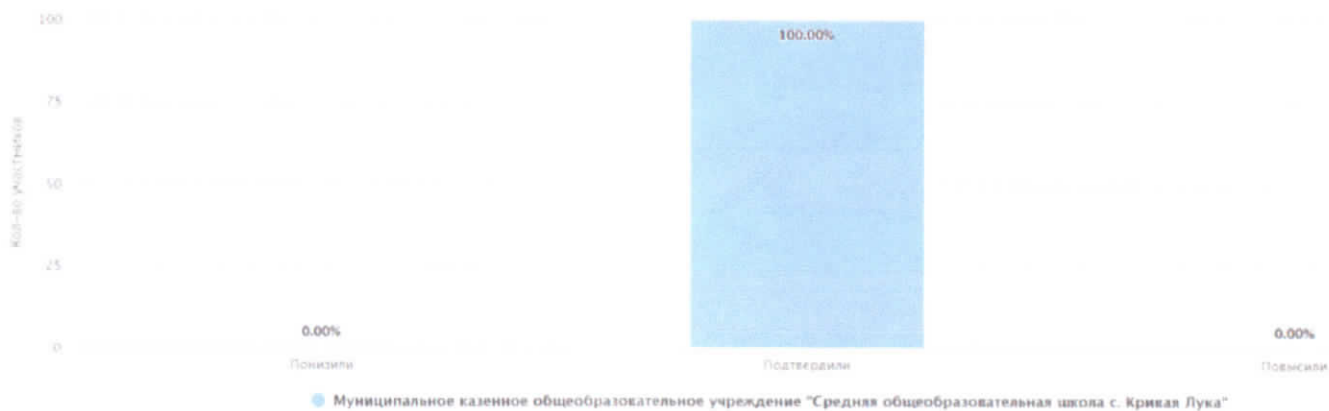 100
100.00%
75
Кол-во участников
50
25
0.00%
0.00%
0
Понизили
Подтвердили
Повысили
Муниципальное казенное общеобразовательное учреждение "Средняя общеобразовательная школа с. Кривая Лука"